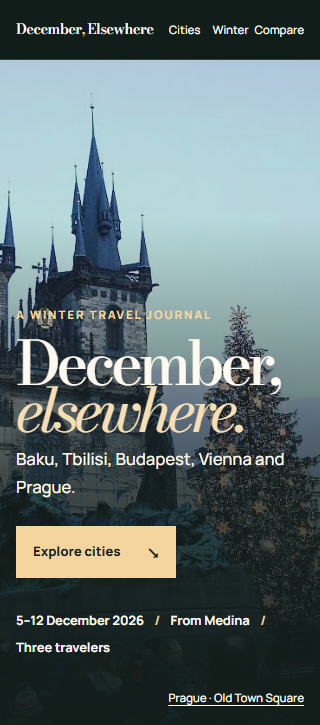 December, Elsewhere Cities Winter Compare
A WINTER TRAVEL JOURNAL
December,
elsewhere.
Baku, Tbilisi, Budapest, Vienna and
Prague.
Explore cities ↘
5–12 December 2026 / From Medina /
Three travelers
Prague · Old Town Square